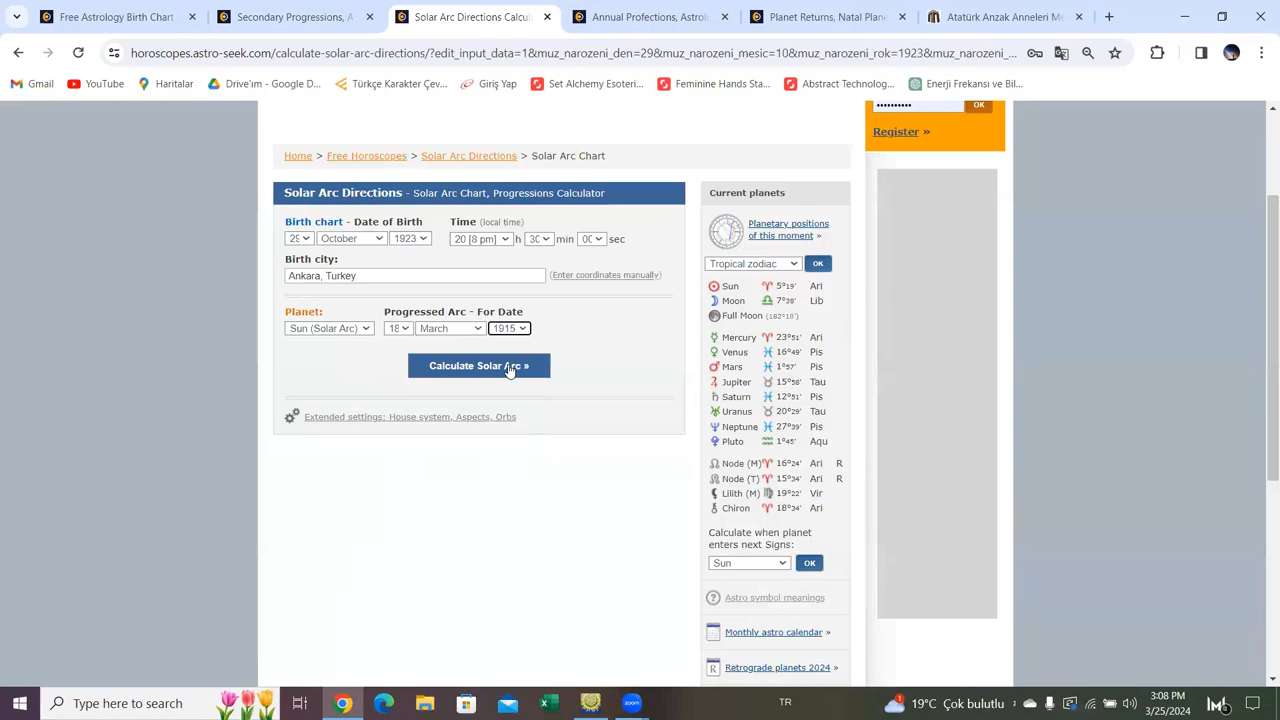 Free Astrology Birth Chart
Secondary Progressions, A
Solar Arc Directions Calcul
Annual Profections, Astrol
Planet Returns, Natal Plane
Atatürk Anzak Anneleri Me
horoscopes.astro-seek.com/calculate-solar-arc-directions/?edit_input_data=1&muz_narozeni_den=29&muz_narozeni_mesic=10&muz_narozeni_rok=1923&muz_narozeni_...
Gmail YouTube Haritalar Drive'ım - Google D... Türkçe Karakter Çev... Giriş Yap Set Alchemy Esoteri... Feminine Hands Sta... Abstract Technolog... Enerji Frekansı ve Bil...
•••••••••• OK
Register »
Home > Free Horoscopes > Solar Arc Directions > Solar Arc Chart
Solar Arc Directions - Solar Arc Chart, Progressions Calculator
Birth chart - Date of Birth Time (local time)
29 October 1923 20 [8 pm] h 30 min 00 sec
Birth city:
Ankara, Turkey (Enter coordinates manually)
Planet: Progressed Arc - For Date
Sun (Solar Arc) 18 March 1915
Calculate Solar Arc »
Extended settings: House system, Aspects, Orbs
Current planets
Planetary positions
of this moment »
Tropical zodiac OK
Sun ♈ 5°19' Ari
Moon ♎ 7°38' Lib
Full Moon (182°18')
Mercury ♈ 23°51' Ari
Venus ♓ 16°49' Pis
Mars ♓ 1°57' Pis
Jupiter ♉ 15°58' Tau
Saturn ♓ 12°51' Pis
Uranus ♉ 20°29' Tau
Neptune ♓ 27°39' Pis
Pluto ♒ 1°45' Aqu
Node (M) ♈ 16°24' Ari R
Node (T) ♈ 15°34' Ari R
Lilith (M) ♍ 19°22' Vir
Chiron ♈ 18°34' Ari
Calculate when planet
enters next Signs:
Sun OK
Astro symbol meanings
Monthly astro calendar »
R Retrograde planets 2024 »
Type here to search
zoom
TR
1 19°C Çok bulutlu
3:08 PM
3/25/2024